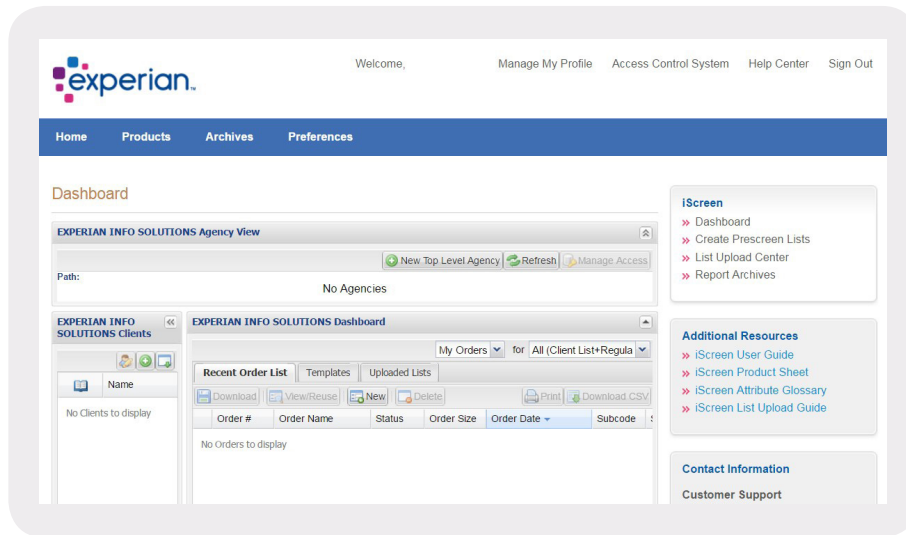 experian™
Welcome,
Manage My Profile
Access Control System
Help Center
Sign Out
Home
Products
Archives
Preferences
Dashboard
EXPERIAN INFO SOLUTIONS Agency View
New Top Level Agency
Refresh
Manage Access
Path:
No Agencies
EXPERIAN INFO
SOLUTIONS Clients
Name
No Clients to display
EXPERIAN INFO SOLUTIONS Dashboard
My Orders
for
All (Client List+Regula
Recent Order List
Templates
Uploaded Lists
Download
View/Reuse
New
Delete
Print
Download CSV
Order #
Order Name
Status
Order Size
Order Date
Subcode
No Orders to display
iScreen
» Dashboard
» Create Prescreen Lists
» List Upload Center
» Report Archives
Additional Resources
» iScreen User Guide
» iScreen Product Sheet
» iScreen Attribute Glossary
» iScreen List Upload Guide
Contact Information
Customer Support